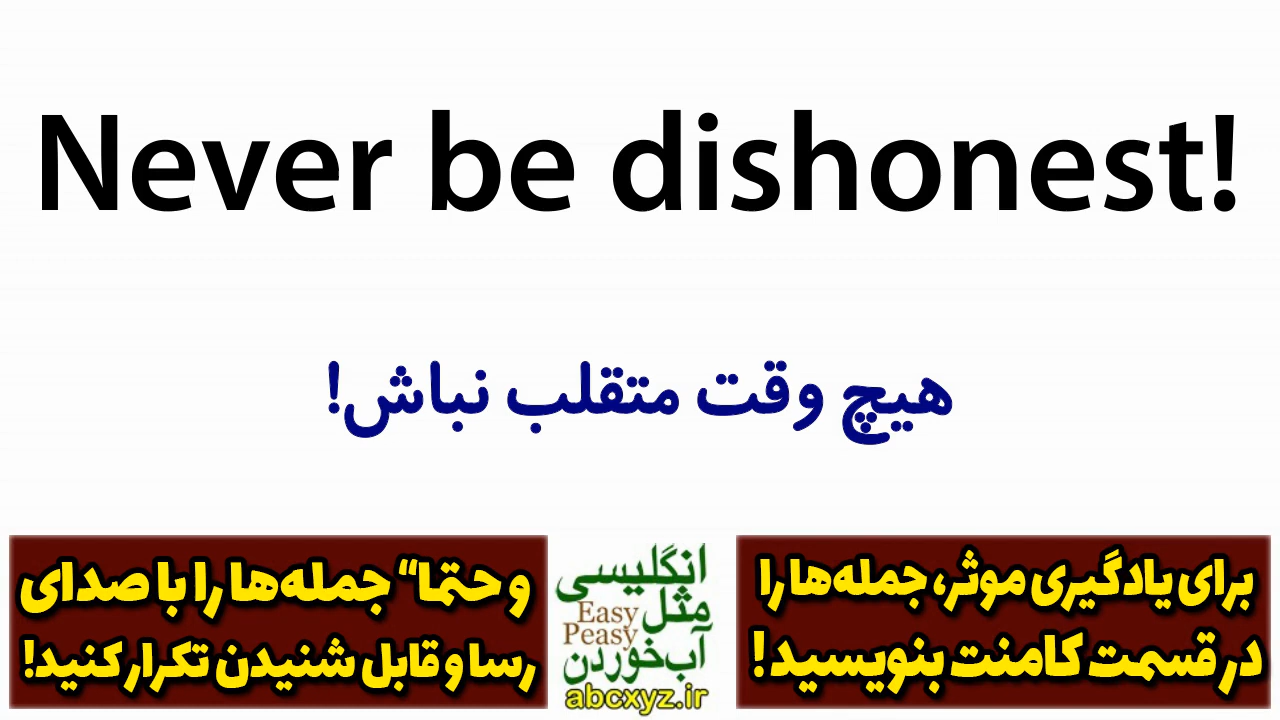 Never be dishonest!
هیچ وقت متقلب نباش!
برای یادگیری موثر، جمله‌ها را
در قسمت کامنت بنویسید!
انگلیسی
مثل
Easy
Peasy
آب خوردن
abcxyz.ir
و حتما“ جمله‌ها را با صدای
رسا و قابل شنیدن تکرار کنید!